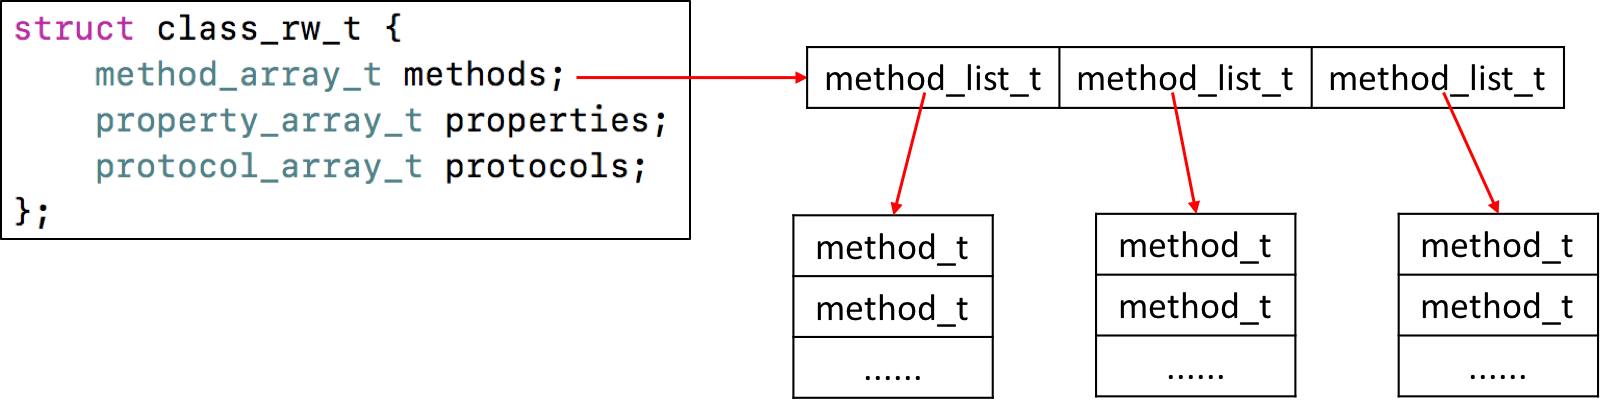 struct class_rw_t {
    method_array_t methods;
    property_array_t properties;
    protocol_array_t protocols;
};
method_list_t method_list_t method_list_t
method_t method_t method_t
method_t method_t method_t
...... ...... ......